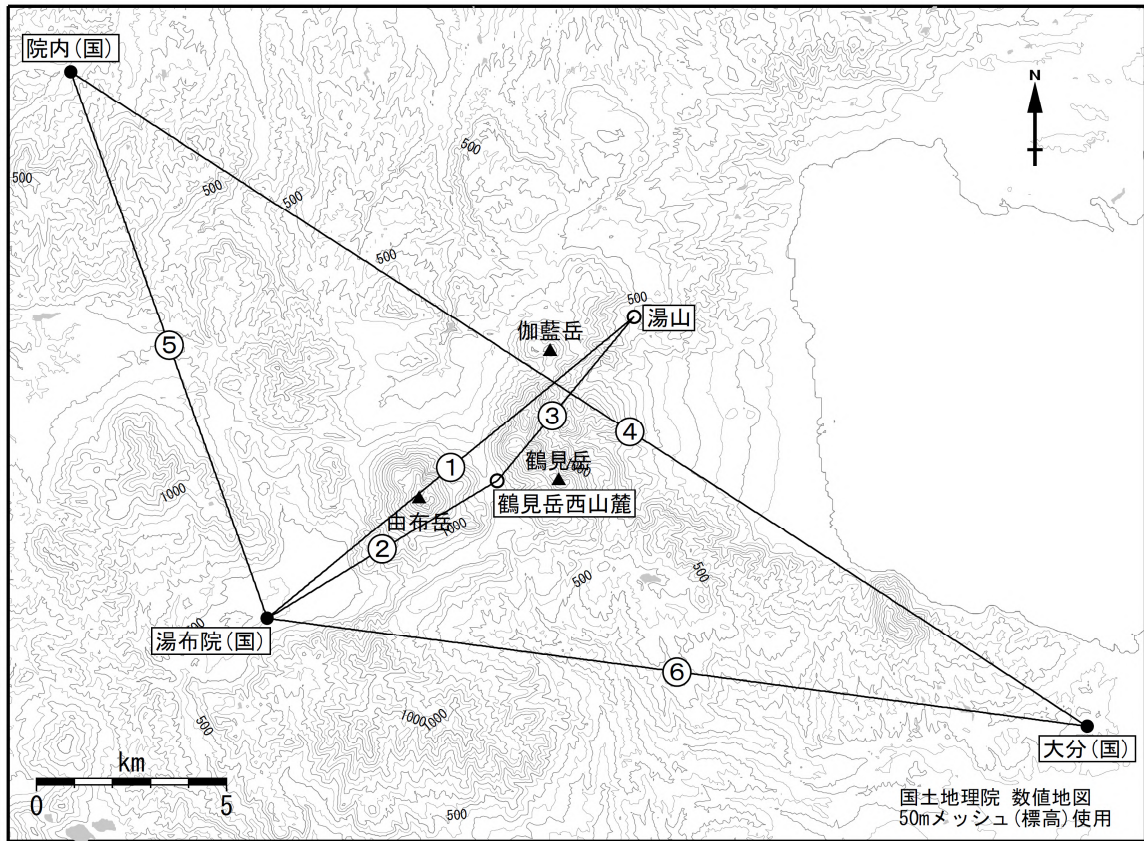 院内(国)
N
500
500
500
500
500
500
湯山
伽藍岳
⑤
③
④
①
鶴見岳
1000
鶴見岳西山麓
由布岳
1000
②
500
500
湯布院(国)
⑥
500
1000
1000
大分(国)
km
0
5
500
国土地理院 数値地図
50mメッシュ(標高)使用